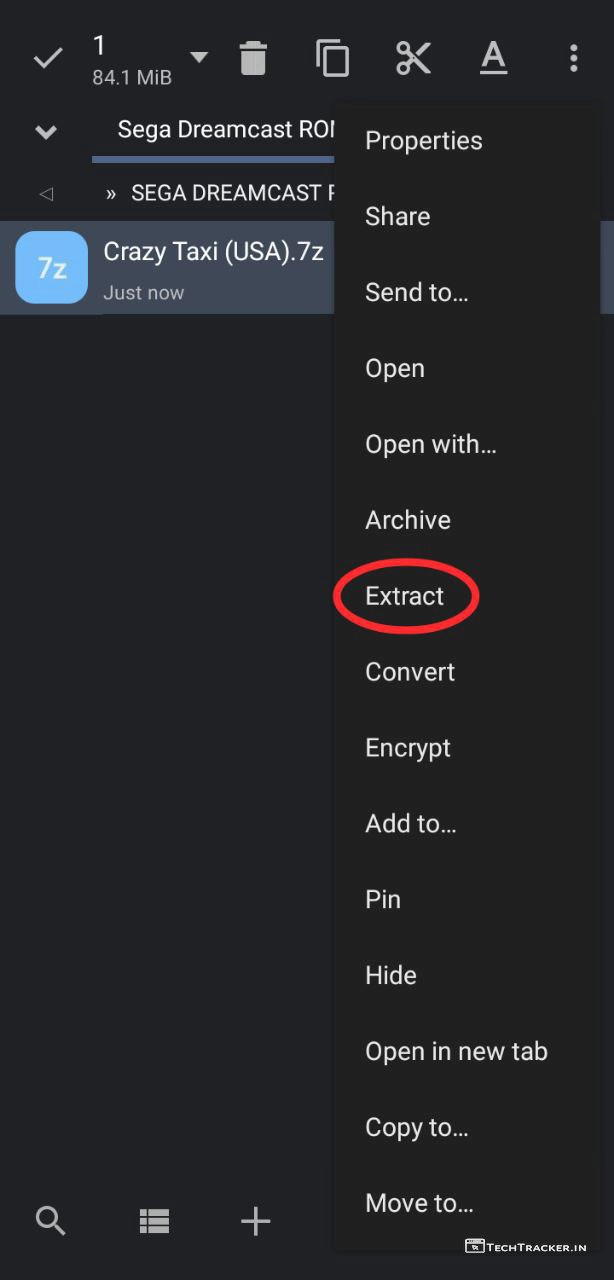 1
84.1 MiB
A
Sega Dreamcast RO
Properties
» SEGA DREAMCAST
Share
7z
Crazy Taxi (USA).7z
Just now
Send to...
Open
Open with...
Archive
Extract
Convert
Encrypt
Add to...
Pin
Hide
Open in new tab
Copy to...
Move to...
TECHTRACKER.IN